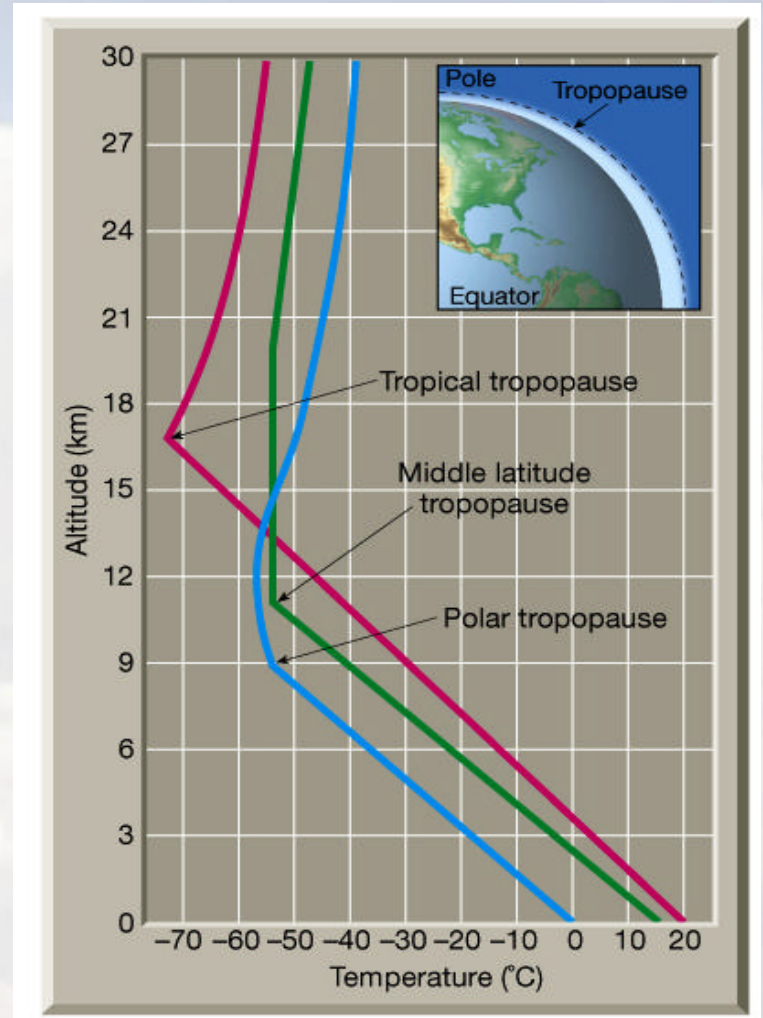 30
27
24
21
18
15
12
9
6
3
0
Altitude (km)
Pole
Tropopause
Equator
Tropical tropopause
Middle latitude
tropopause
Polar tropopause
–70 –60 –50 –40 –30 –20 –10 0 10 20
Temperature (°C)